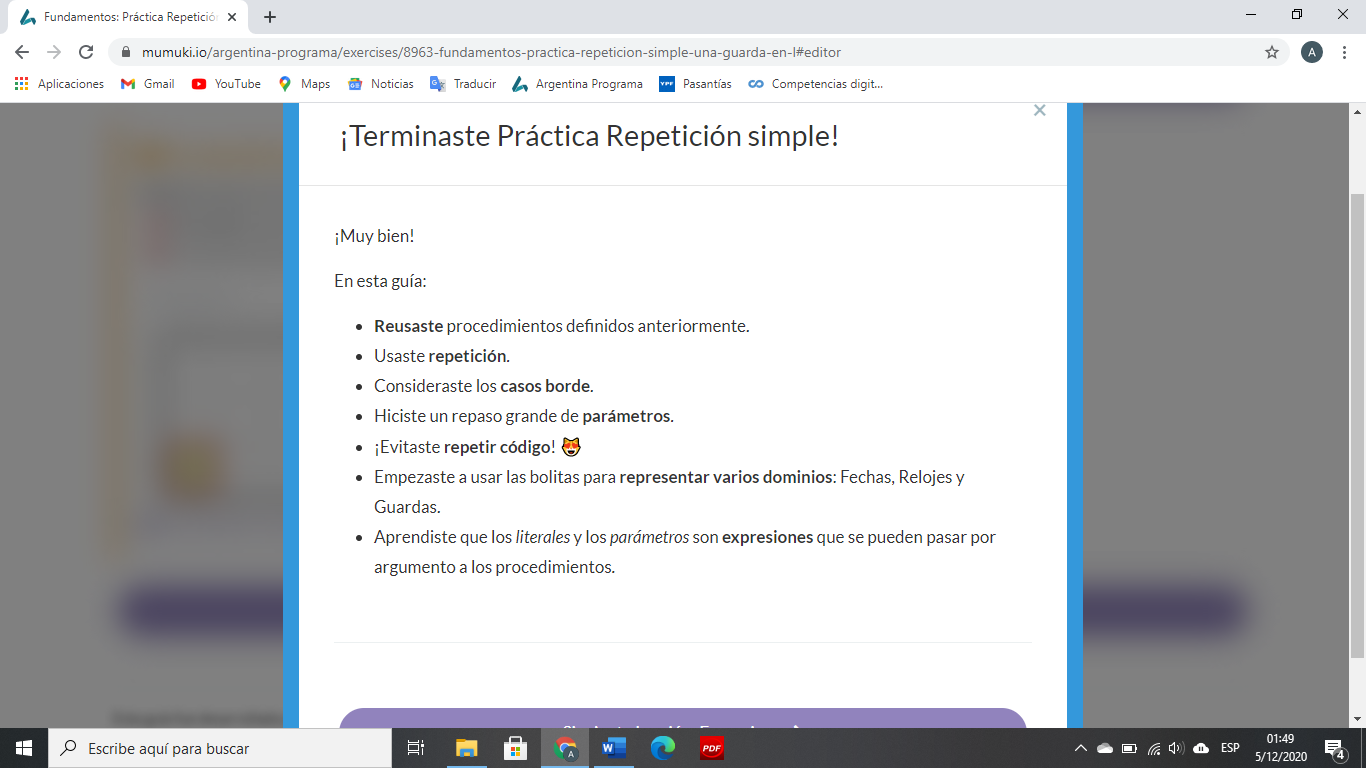 Fundamentos: Práctica Repetición
mumuki.io/argentina-programa/exercises/8963-fundamentos-practica-repeticion-simple-una-guarda-en-l#editor
A
Aplicaciones
Gmail
YouTube
Maps
Noticias
Traducir
Argentina Programa
YPF
Pasantías
Competencias digit...
¡Terminaste Práctica Repetición simple!
¡Muy bien!
En esta guía:
Reusaste procedimientos definidos anteriormente.
Usaste repetición.
Consideraste los casos borde.
Hiciste un repaso grande de parámetros.
¡Evitaste repetir código! 😻
Empezaste a usar las bolitas para representar varios dominios: Fechas, Relojes y
Guardas.
Aprendiste que los literales y los parámetros son expresiones que se pueden pasar por
argumento a los procedimientos.
Escribe aquí para buscar
A
W
PDF
ESP
01:49
5/12/2020
4